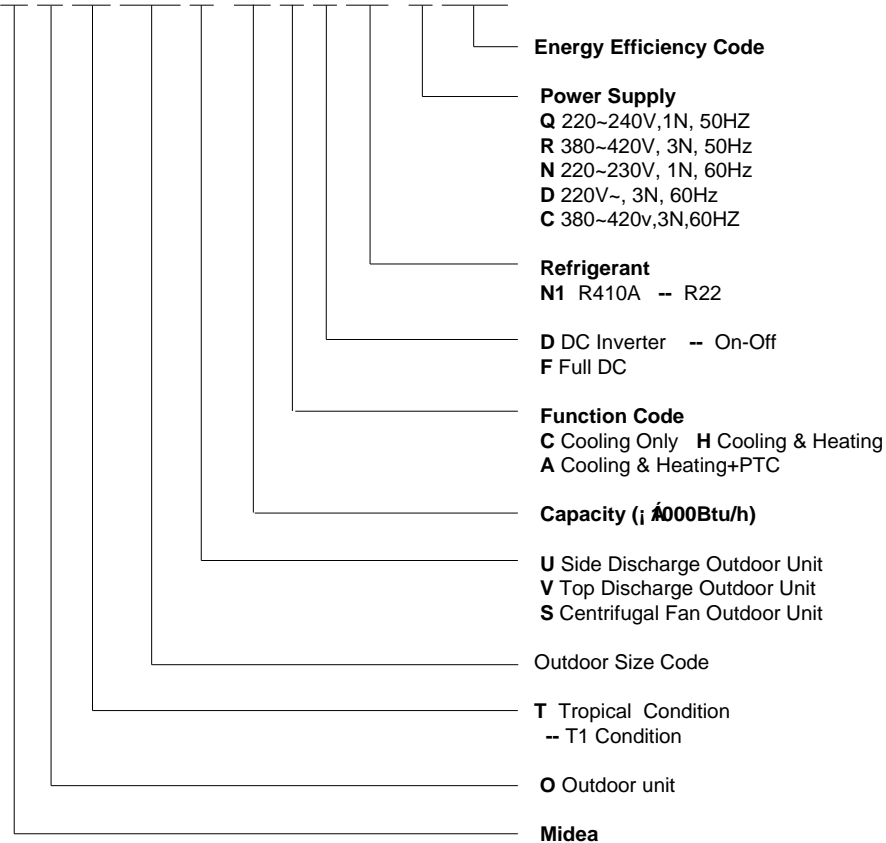 Energy Efficiency Code
Power Supply
Q 220~240V,1N, 50HZ
R 380~420V, 3N, 50Hz
N 220~230V, 1N, 60Hz
D 220V~, 3N, 60Hz
C 380~420v,3N,60HZ
Refrigerant
N1 R410A -- R22
D DC Inverter -- On-Off
F Full DC
Function Code
C Cooling Only H Cooling & Heating
A Cooling & Heating+PTC
Capacity
U Side Discharge Outdoor Unit
V Top Discharge Outdoor Unit
S Centrifugal Fan Outdoor Unit
Outdoor Size Code
T Tropical Condition
-- T1 Condition
O Outdoor unit
Midea